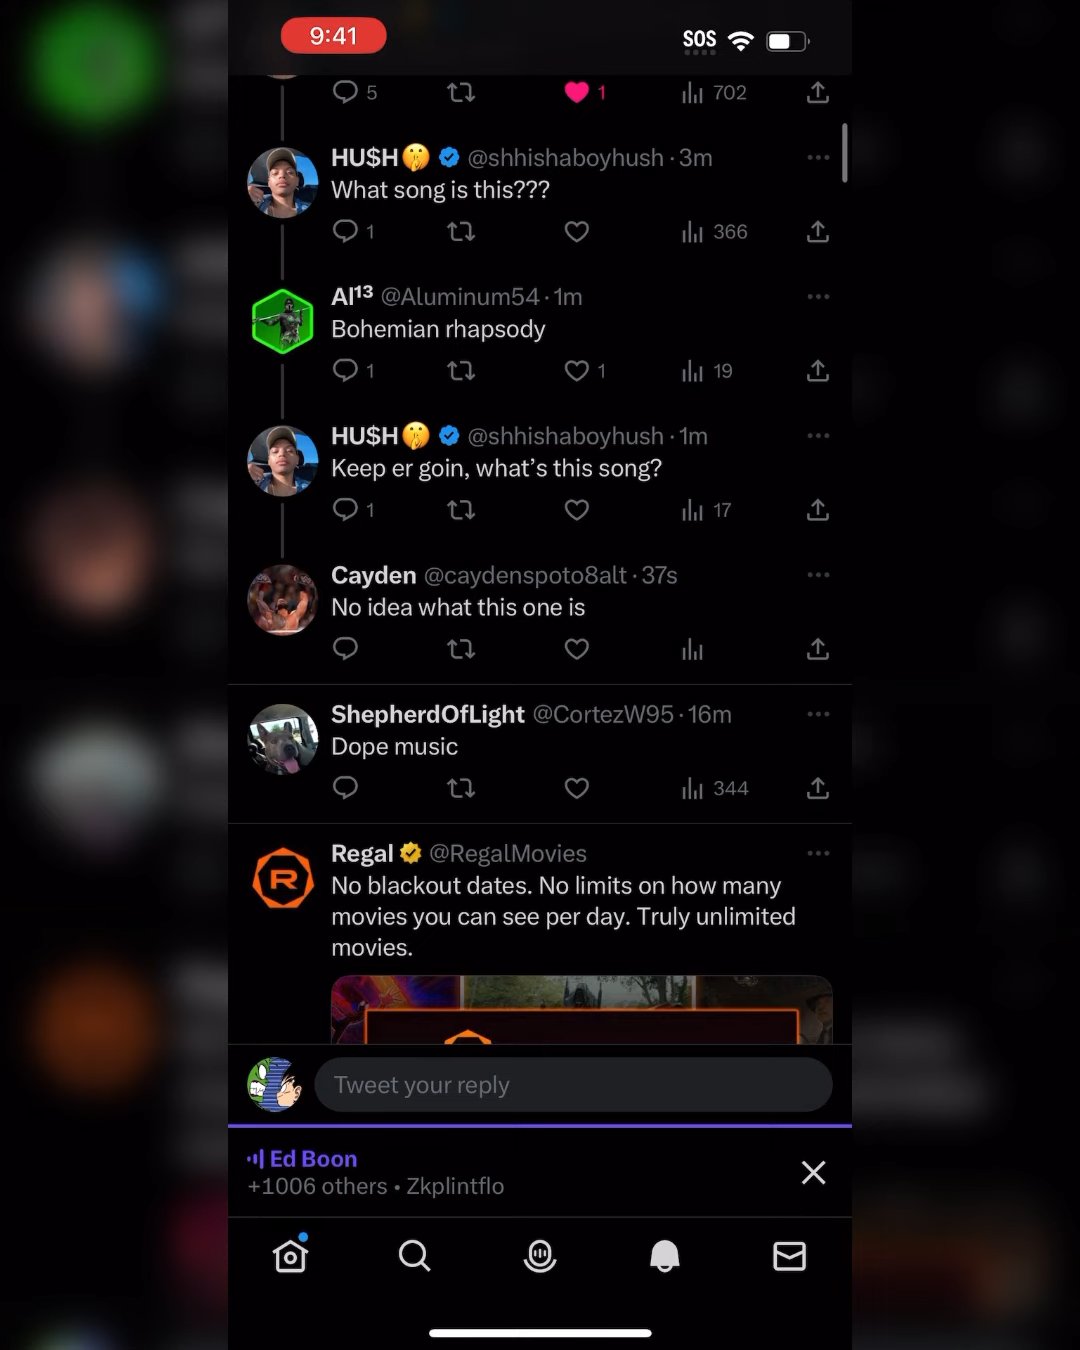 9:41 SOS
5 1 702
HU$H🤫 @shhishaboyhush · 3m
What song is this???
1 366
Al¹³ @Aluminum54 · 1m
Bohemian rhapsody
1 1 19
HU$H🤫 @shhishaboyhush · 1m
Keep er goin, what’s this song?
1 17
Cayden @caydenspoto8alt · 37s
No idea what this one is
ShepherdOfLight @CortezW95 · 16m
Dope music
344
Regal @RegalMovies
No blackout dates. No limits on how many
movies you can see per day. Truly unlimited
movies.
Tweet your reply
Ed Boon
+1006 others • Zkplintflo